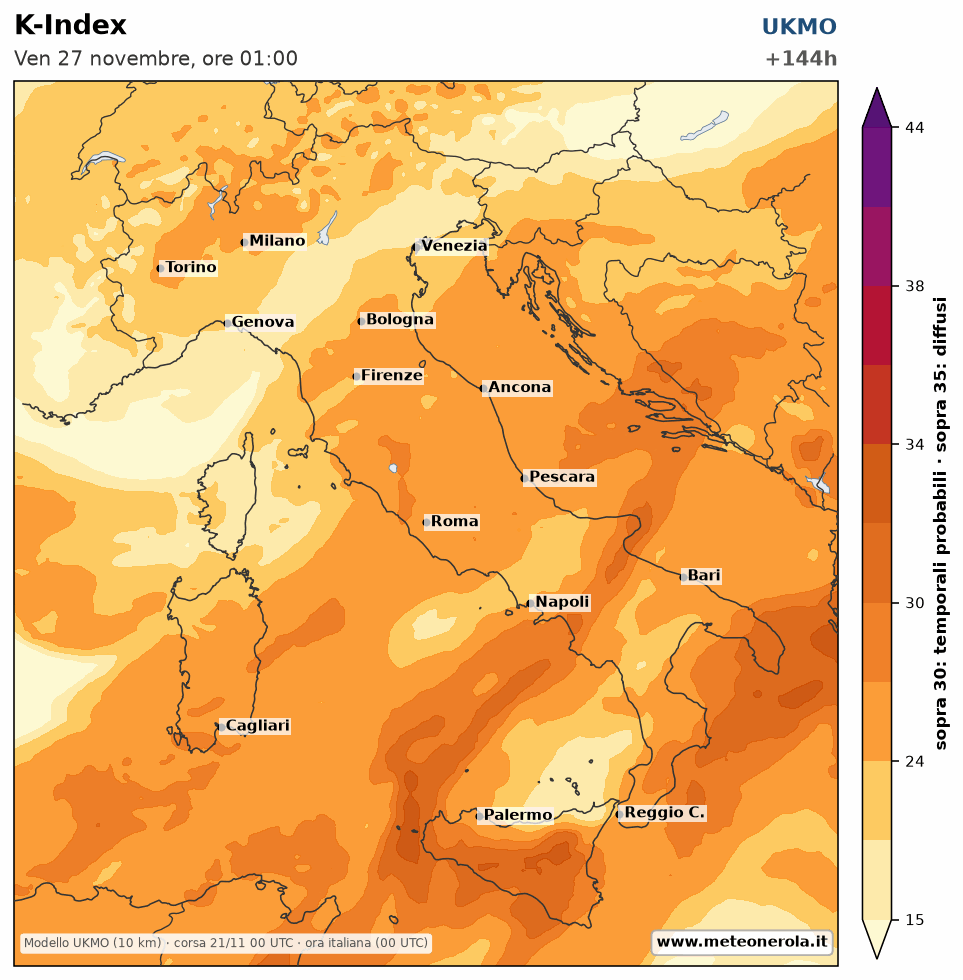 K-Index
UKMO
Ven 27 novembre, ore 01:00
+144h
Milano
Venezia
Torino
Genova
Bologna
Firenze
Ancona
Pescara
Roma
Bari
Napoli
Cagliari
Palermo
Reggio C.
44
38
34
30
24
15
sopra 30: temporali probabili · sopra 35: diffusi
Modello UKMO (10 km) · corsa 21/11 00 UTC · ora italiana (00 UTC)
www.meteonerola.it